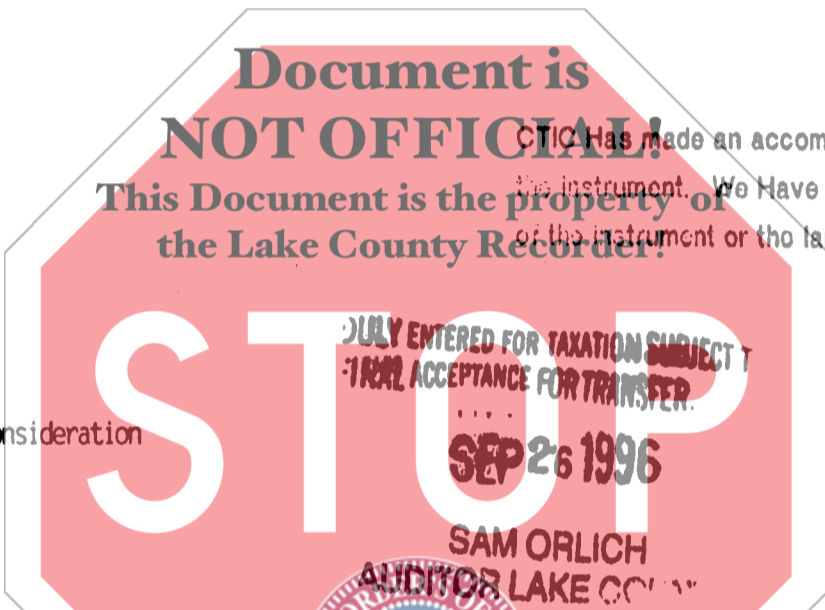 Document is
NOT OFFICIAL!
CTIC Has made an accom
This Document is the property of
the instrument. We Have
the Lake County Recorder!
of the instrument or the la
STOP
DULY ENTERED FOR TAXATION SUBJECT T
FINAL ACCEPTANCE FOR TRANSFER.
nsideration
SEP 26 1996
SAM ORLICH
AUDITOR LAKE